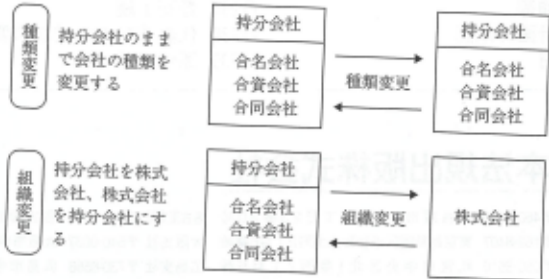 種類変更
持分会社のまま
で会社の種類を
変更する
持分会社
合名会社
合資会社
合同会社
種類変更
持分会社
合名会社
合資会社
合同会社
組織変更
持分会社を株式
会社、株式会社
を持分会社にす
る
持分会社
合名会社
合資会社
合同会社
組織変更
株式会社